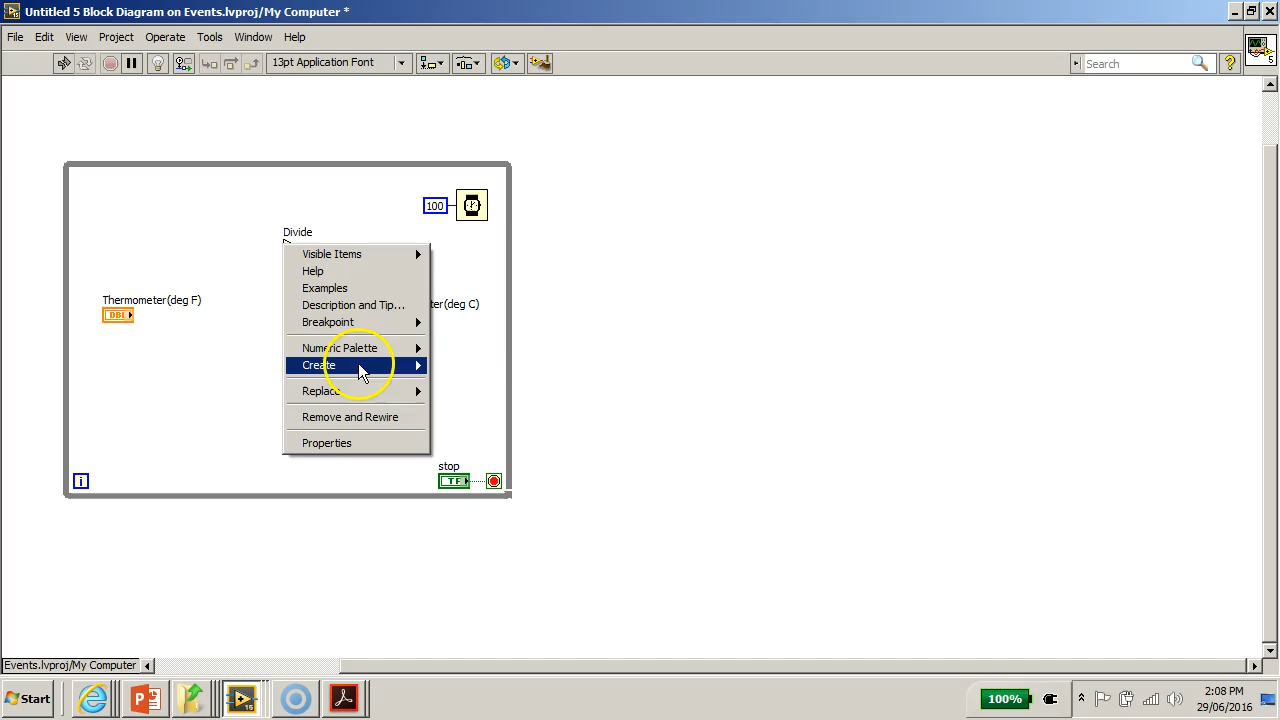 Untitled 5 Block Diagram on Events.lvproj/My Computer *
File Edit View Project Operate Tools Window Help
13pt Application Font
Search
?
5
100
Divide
Visible Items
Help
Examples
Description and Tip...
Breakpoint
Numeric Palette
Create
Replace
Remove and Rewire
Properties
Thermometer(deg F)
DBL
ter(deg C)
stop
TF
i
Events.lvproj/My Computer
Start
15
100%
2:08 PM
29/06/2016